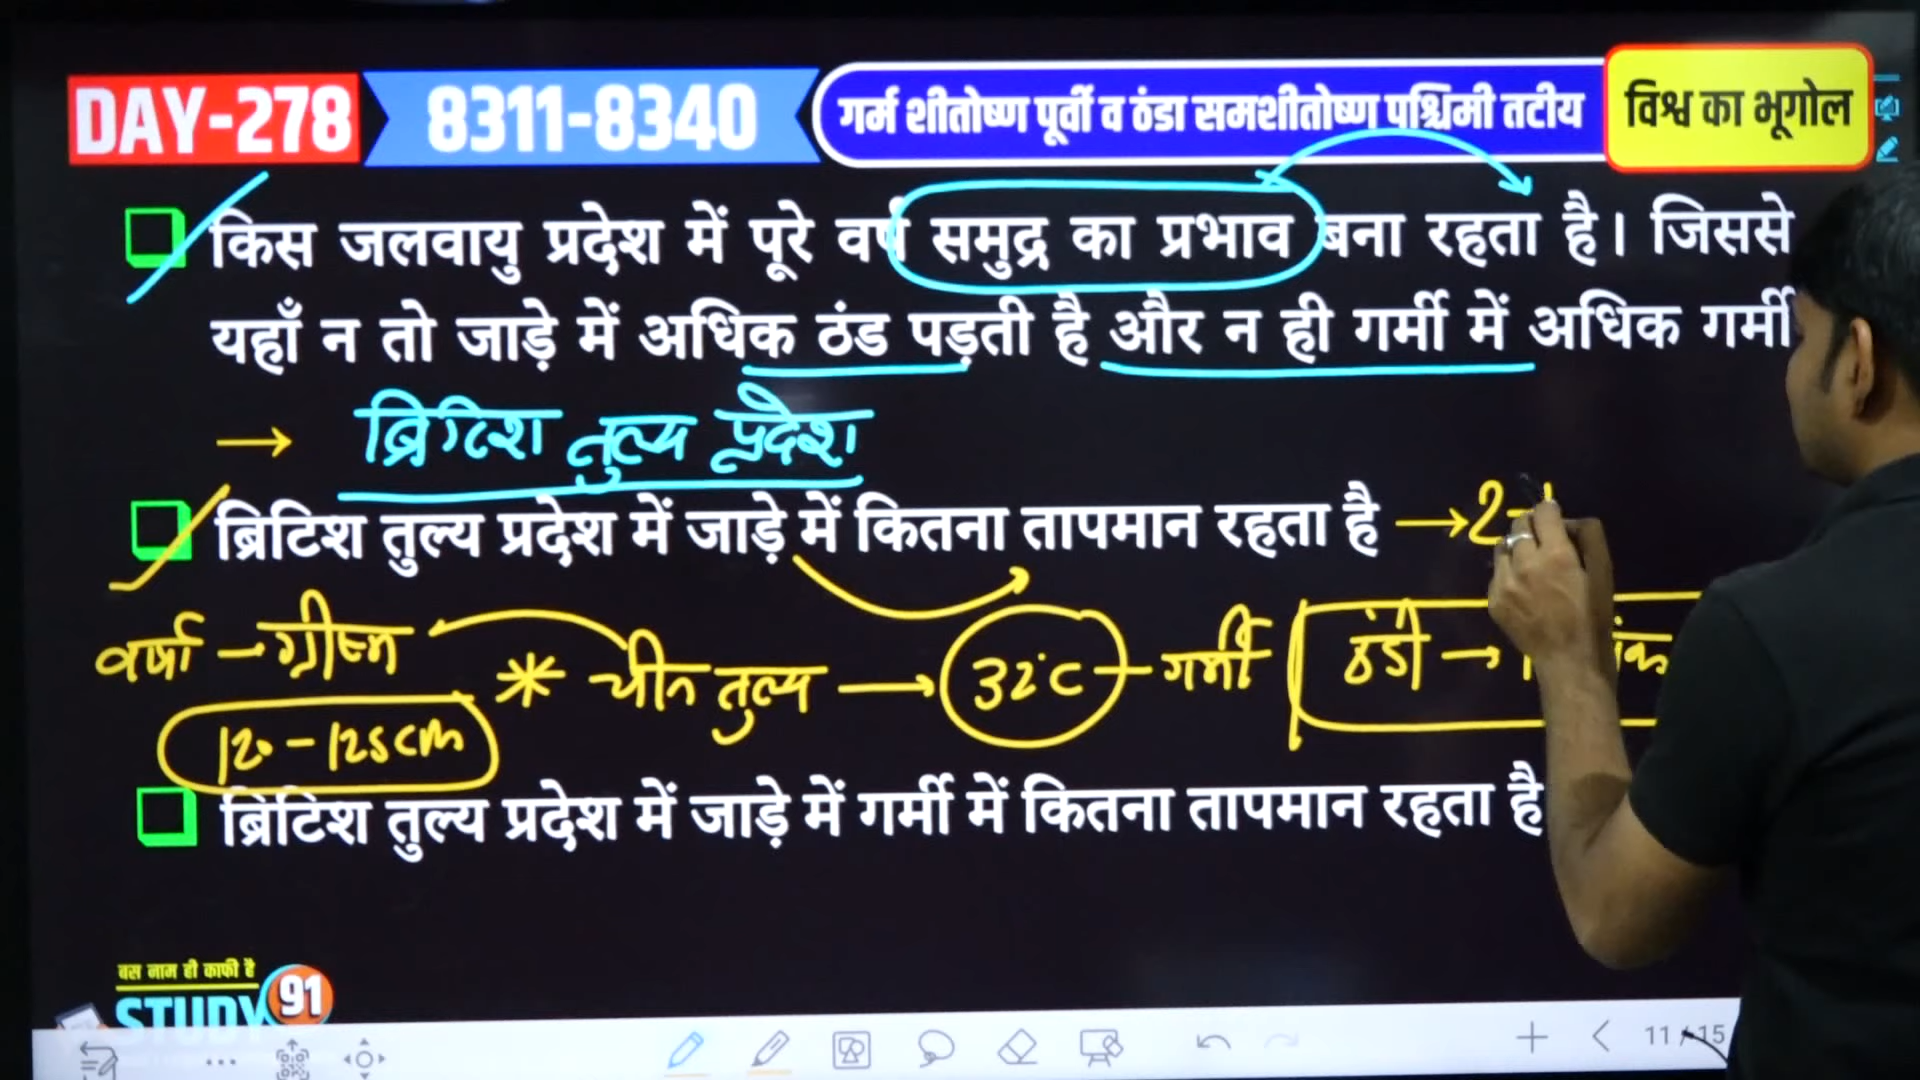 DAY-278 8311-8340 गर्म शीतोष्ण पूर्वी व ठंडा समशीतोष्ण पश्चिमी तटीय विश्व का भूगोल
किस जलवायु प्रदेश में पूरे वर्ष समुद्र का प्रभाव बना रहता है। जिससे
यहाँ न तो जाड़े में अधिक ठंड पड़ती है और न ही गर्मी में अधिक गर्मी
→ ब्रिटिश तुल्य प्रदेश
ब्रिटिश तुल्य प्रदेश में जाड़े में कितना तापमान रहता है → 2
वर्षा - ग्रीष्म * चीन तुल्य → 32°C - गर्मी ठंडी →
120 - 125cm
ब्रिटिश तुल्य प्रदेश में जाड़े में गर्मी में कितना तापमान रहता है
बस नाम ही काफी है
STUDY 91
11 / 15